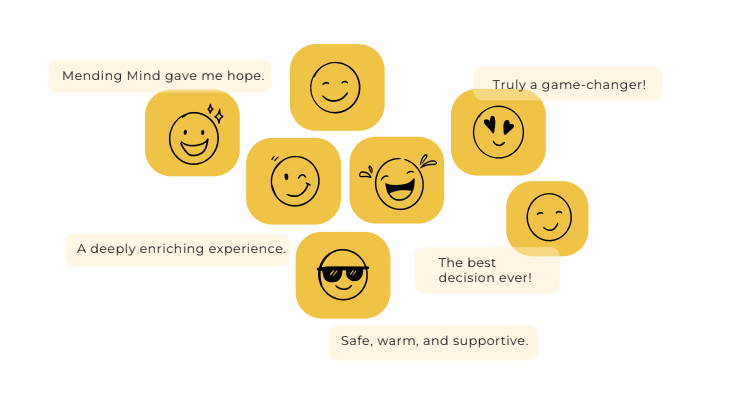 Mending Mind gave me hope.
Truly a game-changer!
A deeply enriching experience.
The best
decision ever!
Safe, warm, and supportive.